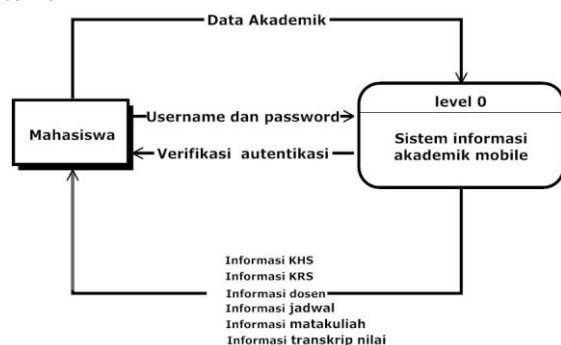 Data Akademik
level 0
Mahasiswa
Username dan password
Sistem informasi
akademik mobile
Verifikasi autentikasi
Informasi KHS
Informasi KRS
Informasi dosen
Informasi jadwal
Informasi matakuliah
Informasi transkrip nilai